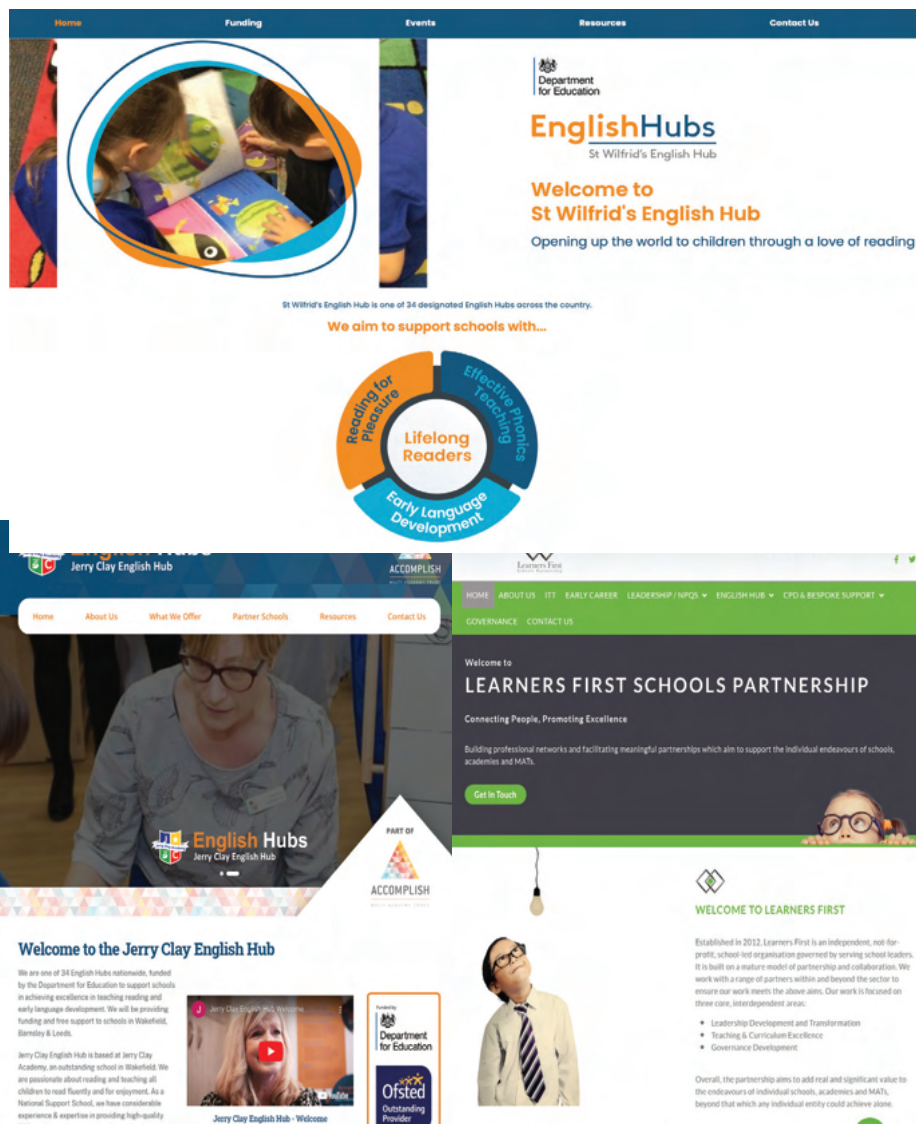 Home Funding Events Resources Contact Us
Department
for Education
EnglishHubs
St Wilfrid's English Hub
Welcome to
St Wilfrid's English Hub
Opening up the world to children through a love of reading
St Wilfrid's English Hub is one of 34 designated English Hubs across the country.
We aim to support schools with...
Reading for
Pleasure
Effective Phonics
Teaching
Lifelong
Readers
Early Language
Development
English Hubs
Jerry Clay English Hub
ACCOMPLISH
Home About Us What We Offer Partner Schools Resources Contact Us
English Hubs
Jerry Clay English Hub
PART OF
ACCOMPLISH
Welcome to the Jerry Clay English Hub
We are one of 34 English Hubs nationwide, funded
by the Department for Education to support schools
in achieving excellence in teaching reading and
early language development. We will be providing
funding and free support to schools in Wakefield,
Barnsley & Leeds.
Jerry Clay English Hub is based at Jerry Clay
Academy, an outstanding school in Wakefield. We
are passionate about reading and teaching all
children to read fluently and for enjoyment. As a
National Support School, we have considerable
experience & expertise in providing high-quality
J Jerry Clay English Hub Welcome
YouTube
Jerry Clay English Hub - Welcome
Funded by
Department
for Education
Ofsted
Outstanding
Provider
Learners First
Schools Partnership
HOME ABOUT US ITT EARLY CAREER LEADERSHIP / NPQS ENGLISH HUB CPD & BESPOKE SUPPORT
GOVERNANCE CONTACT US
Welcome to
LEARNERS FIRST SCHOOLS PARTNERSHIP
Connecting People, Promoting Excellence
Building professional networks and facilitating meaningful partnerships which aim to support the individual endeavours of schools,
academies and MATs.
Get In Touch
WELCOME TO LEARNERS FIRST
Established in 2012, Learners First is an independent, not-for-
profit, school-led organisation governed by serving school leaders.
It is built on a mature model of partnership and collaboration. We
work with a range of partners within and beyond the sector to
ensure our work meets the above aims. Our work is focused on
three core, interdependent areas:
Leadership Development and Transformation
Teaching & Curriculum Excellence
Governance Development
Overall, the partnership aims to add real and significant value to
the endeavours of individual schools, academies and MATs,
beyond that which any individual entity could achieve alone.